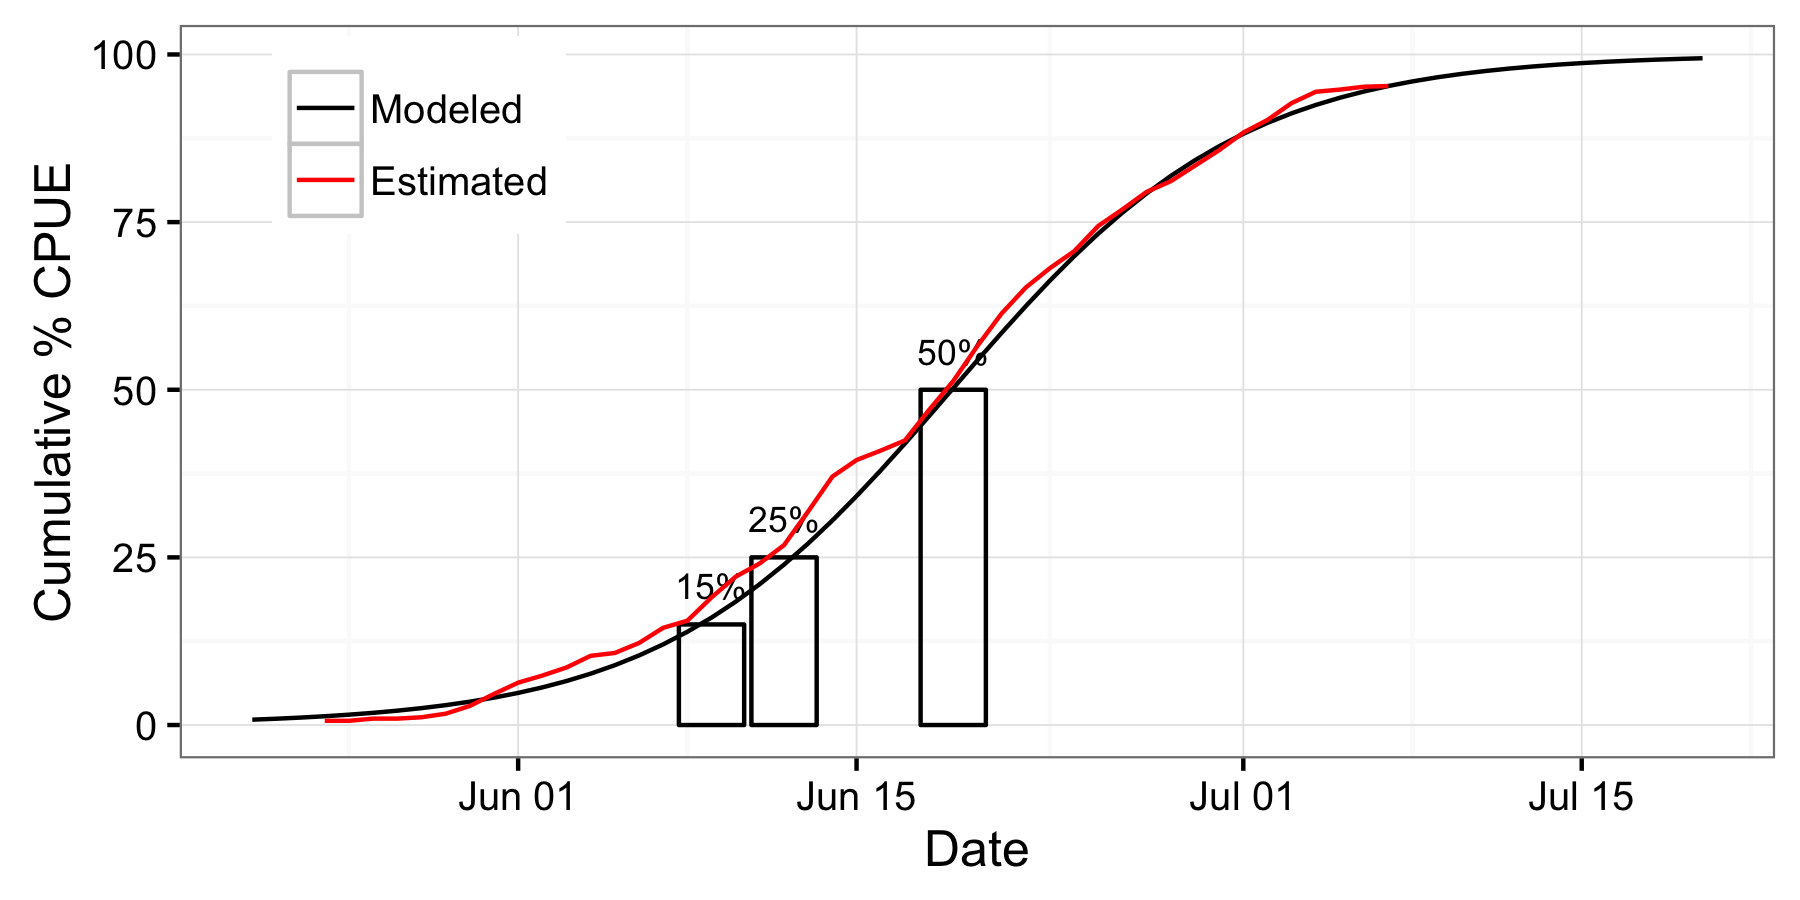 Modeled
Estimated
100
75
50
25
0
Cumulative % CPUE
15%
25%
50%
Jun 01
Jun 15
Jul 01
Jul 15
Date